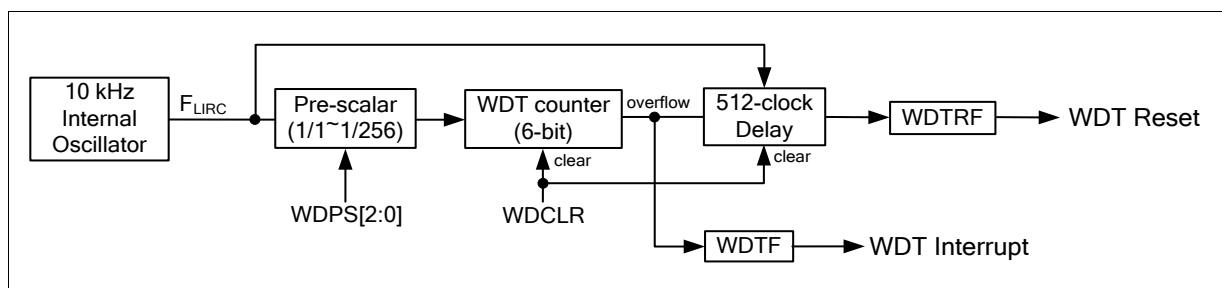 10 kHz
Internal
Oscillator
FLIRC
Pre-scalar
(1/1~1/256)
WDPS[2:0]
WDT counter
(6-bit)
clear
WDCLR
overflow
512-clock
Delay
clear
WDTRF
WDT Reset
WDTF
WDT Interrupt